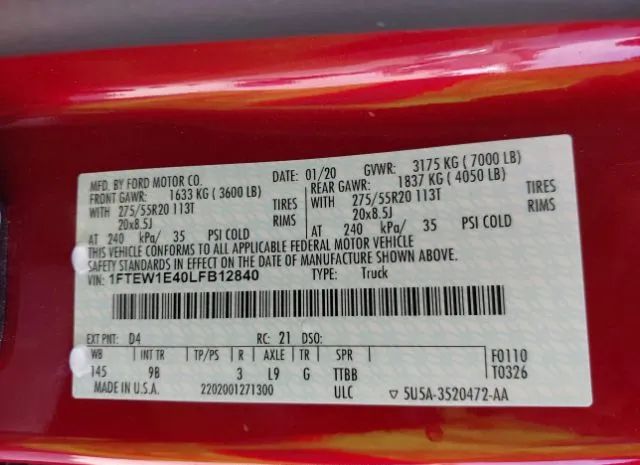 MFD. BY FORD MOTOR CO.
DATE: 01/20 GVWR: 3175 KG ( 7000 LB)
FRONT GAWR: 1633 KG ( 3600 LB)
REAR GAWR: 1837 KG ( 4050 LB)
WITH 275/55R20 113T TIRES
WITH 275/55R20 113T TIRES
20x8.5J RIMS
20x8.5J RIMS
AT 240 kPa/ 35 PSI COLD
AT 240 kPa/ 35 PSI COLD
THIS VEHICLE CONFORMS TO ALL APPLICABLE FEDERAL MOTOR VEHICLE
SAFETY STANDARDS IN EFFECT ON THE DATE OF MANUFACTURE SHOWN ABOVE.
VIN: 1FTEW1E40LFB12840 TYPE: Truck
EXT PNT: D4 RC: 21 DSO:
WB INT TR TP/PS R AXLE TR SPR F0110
145 9B 3 L9 G TTBB T0326
MADE IN U.S.A. 2202001271300 ULC 5U5A-3520472-AA